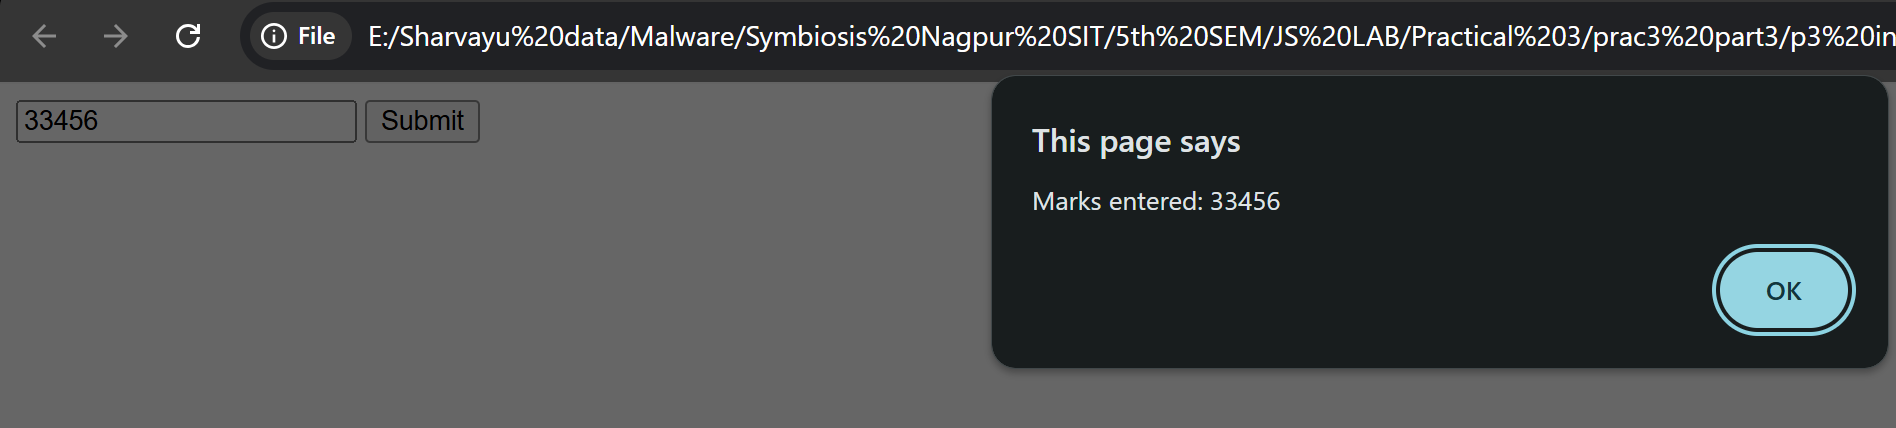 File E:/Sharvayu%20data/Malware/Symbiosis%20Nagpur%20SIT/5th%20SEM/JS%20LAB/Practical%203/prac3%20part3/p3%20in
33456 Submit
This page says
Marks entered: 33456
OK